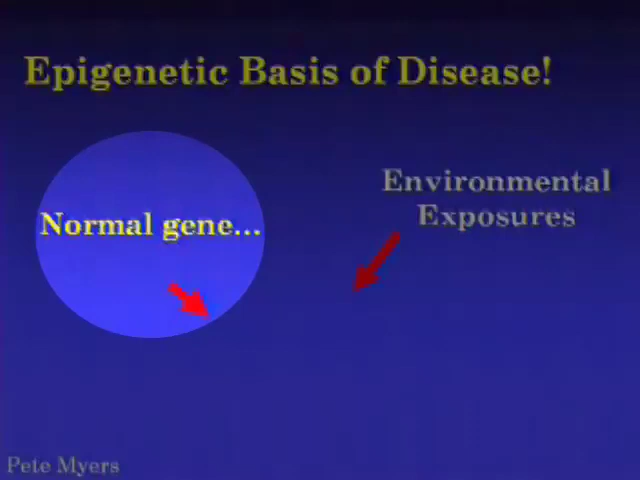 Epigenetic Basis of Disease!
Normal gene...
Environmental
Exposures
Pete Myers